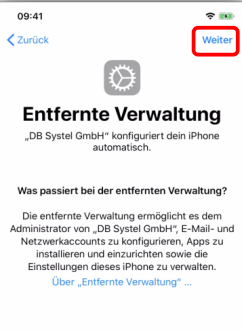 09:41
Zurück
Weiter
Entfernte Verwaltung
„DB Systel GmbH“ konfiguriert dein iPhone
automatisch.
Was passiert bei der entfernten Verwaltung?
Die entfernte Verwaltung ermöglicht es dem
Administrator von „DB Systel GmbH“, E-Mail- und
Netzwerkaccounts zu konfigurieren, Apps zu
installieren und einzurichten sowie die
Einstellungen dieses iPhone zu verwalten.
Über „Entfernte Verwaltung“ ...